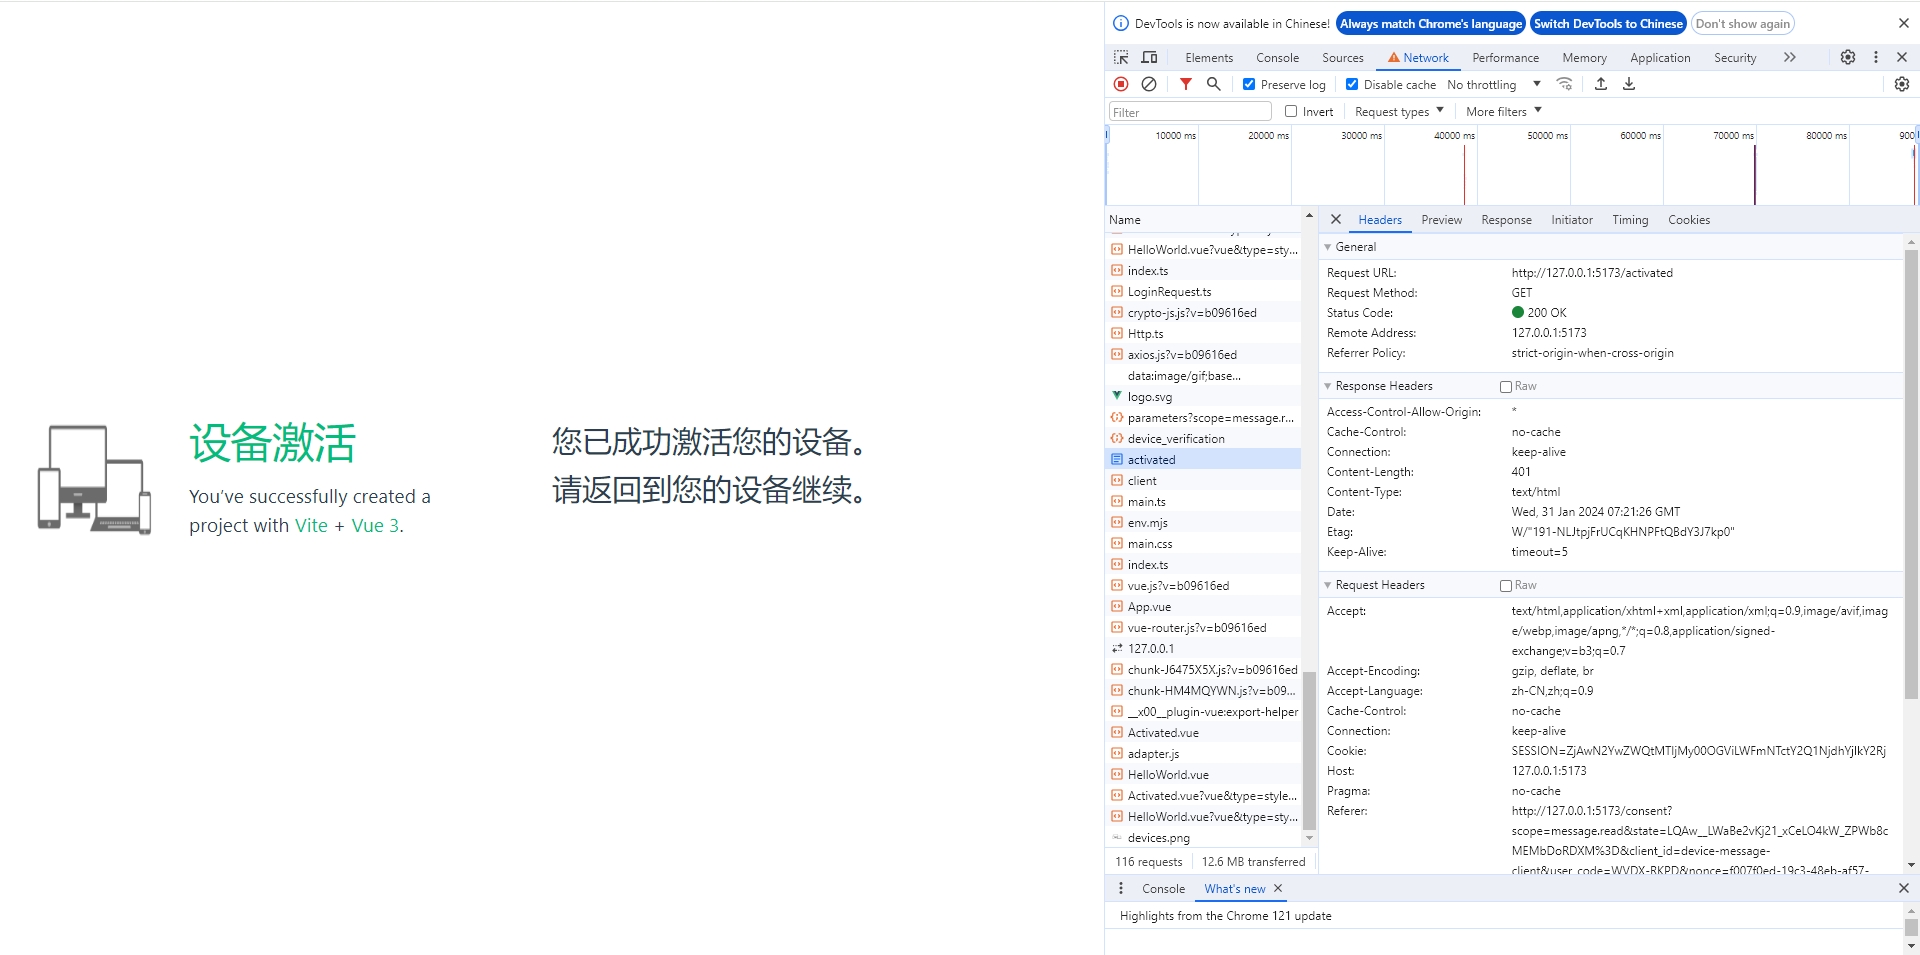 设备激活
You've successfully created a
project with Vite + Vue 3.
您已成功激活您的设备。
请返回到您的设备继续。
DevTools is now available in Chinese! Always match Chrome's language Switch DevTools to Chinese Don't show again
Elements Console Sources Network Performance Memory Application Security
Preserve log Disable cache No throttling
Filter Invert Request types More filters
10000 ms 20000 ms 30000 ms 40000 ms 50000 ms 60000 ms 70000 ms 80000 ms 900
Name
HelloWorld.vue?vue&type=sty...
index.ts
LoginRequest.ts
crypto-js.js?v=b09616ed
Http.ts
axios.js?v=b09616ed
data:image/gif;base...
logo.svg
parameters?scope=message.r...
device_verification
activated
client
main.ts
env.mjs
main.css
index.ts
vue.js?v=b09616ed
App.vue
vue-router.js?v=b09616ed
127.0.0.1
chunk-J6475X5X.js?v=b09616ed
chunk-HM4MQYWN.js?v=b09...
__x00__plugin-vue:export-helper
Activated.vue
adapter.js
HelloWorld.vue
Activated.vue?vue&type=style...
HelloWorld.vue?vue&type=sty...
devices.png
116 requests 12.6 MB transferred
Headers Preview Response Initiator Timing Cookies
General
Request URL: http://127.0.0.1:5173/activated
Request Method: GET
Status Code: 200 OK
Remote Address: 127.0.0.1:5173
Referrer Policy: strict-origin-when-cross-origin
Response Headers Raw
Access-Control-Allow-Origin: *
Cache-Control: no-cache
Connection: keep-alive
Content-Length: 401
Content-Type: text/html
Date: Wed, 31 Jan 2024 07:21:26 GMT
Etag: W/"191-NLJtpjFrUCqKHNPFtQBdY3J7kp0"
Keep-Alive: timeout=5
Request Headers Raw
Accept: text/html,application/xhtml+xml,application/xml;q=0.9,image/avif,imag
e/webp,image/apng,*/*;q=0.8,application/signed-
exchange;v=b3;q=0.7
Accept-Encoding: gzip, deflate, br
Accept-Language: zh-CN,zh;q=0.9
Cache-Control: no-cache
Connection: keep-alive
Cookie: SESSION=ZjAwN2YwZWQtMTljMy00OGViLWFmNTctY2Q1NjdhYjlkY2Rj
Host: 127.0.0.1:5173
Pragma: no-cache
Referer: http://127.0.0.1:5173/consent?
scope=message.read&state=LQAw__LWaBe2vKj21_xCeLO4kW_ZPWb8c
MEMbDoRDXM%3D&client_id=device-message-
client&user_code=WVDX-RKPD&nonce=f007f0ed-19c3-48eb-af57-
Console What's new
Highlights from the Chrome 121 update